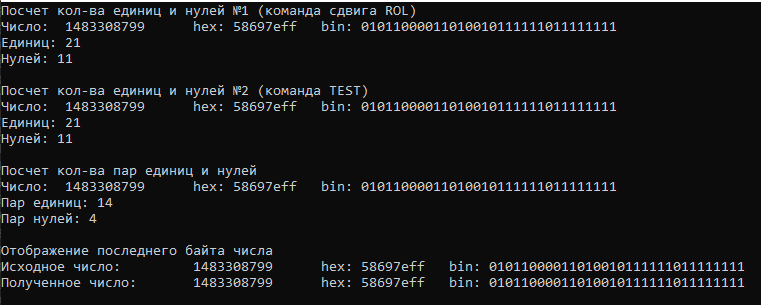 Посчет кол-ва единиц и нулей №1 (команда сдвига ROL)
Число: 1483308799 hex: 58697eff bin: 01011000011010010111111011111111
Единиц: 21
Нулей: 11
Посчет кол-ва единиц и нулей №2 (команда TEST)
Число: 1483308799 hex: 58697eff bin: 01011000011010010111111011111111
Единиц: 21
Нулей: 11
Посчет кол-ва пар единиц и нулей
Число: 1483308799 hex: 58697eff bin: 01011000011010010111111011111111
Пар единиц: 14
Пар нулей: 4
Отображение последнего байта числа
Исходное число: 1483308799 hex: 58697eff bin: 01011000011010010111111011111111
Полученное число: 1483308799 hex: 58697eff bin: 01011000011010010111111011111111